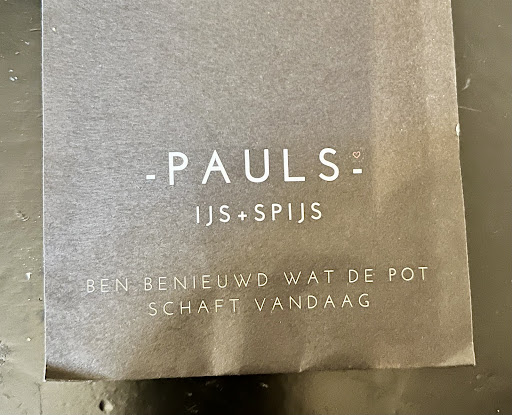 -PAULS-
IJS+SPIJS
BEN BENIEUWD WAT DE POT
SCHAFT VANDAAG